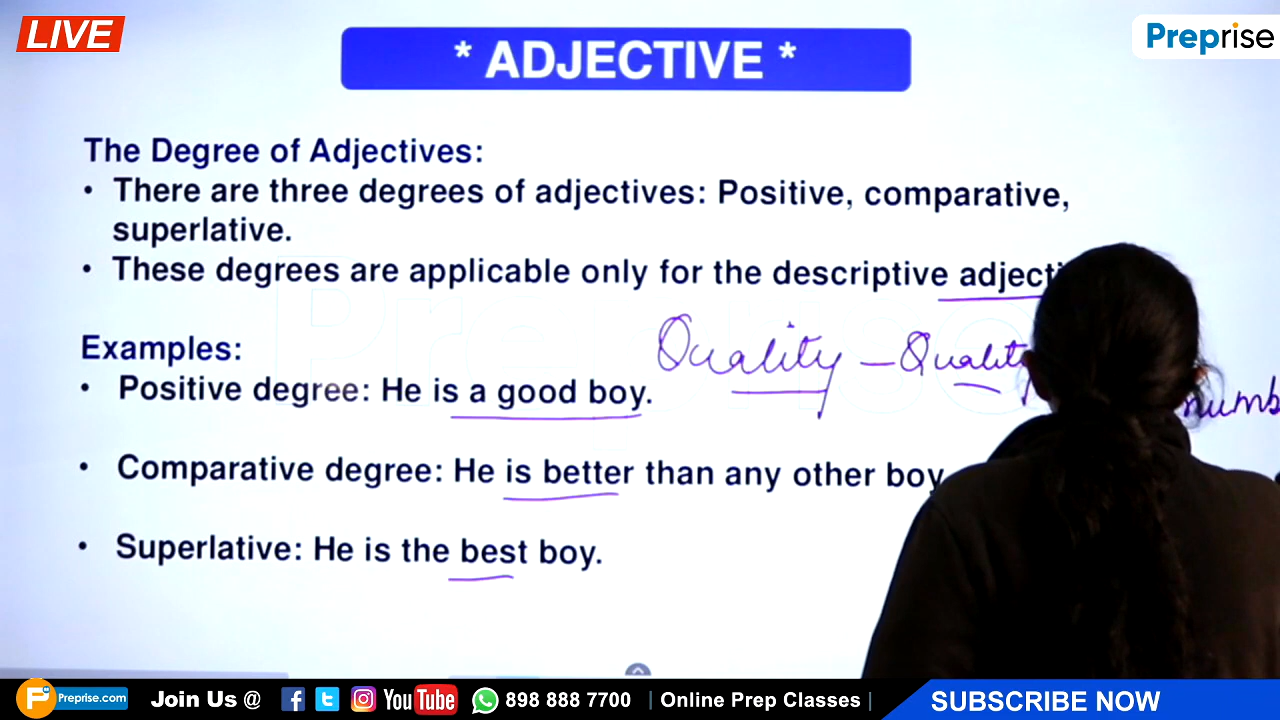 LIVE
* ADJECTIVE *
Preprise
The Degree of Adjectives:
• There are three degrees of adjectives: Positive, comparative,
superlative.
• These degrees are applicable only for the descriptive adjecti
Quality – Quality
numb
Examples:
• Positive degree: He is a good boy.
• Comparative degree: He is better than any other boy
• Superlative: He is the best boy.
Preprise.com Join Us @ YouTube 898 888 7700 | Online Prep Classes | SUBSCRIBE NOW